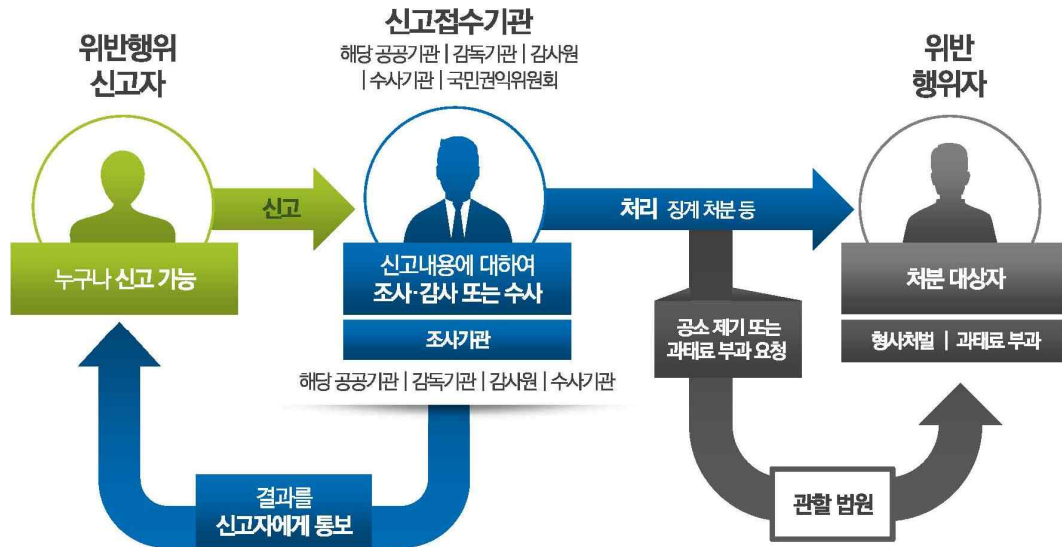 위반행위
신고자
신고접수기관
해당 공공기관 | 감독기관 | 감사원
| 수사기관 | 국민권익위원회
위반
행위자
신고
처리 징계 처분 등
누구나 신고 가능
신고내용에 대하여
조사·감사 또는 수사
조사기관
해당 공공기관 | 감독기관 | 감사원 | 수사기관
공소 제기 또는
과태료 부과 요청
처분 대상자
형사처벌 | 과태료 부과
결과를
신고자에게 통보
관할 법원